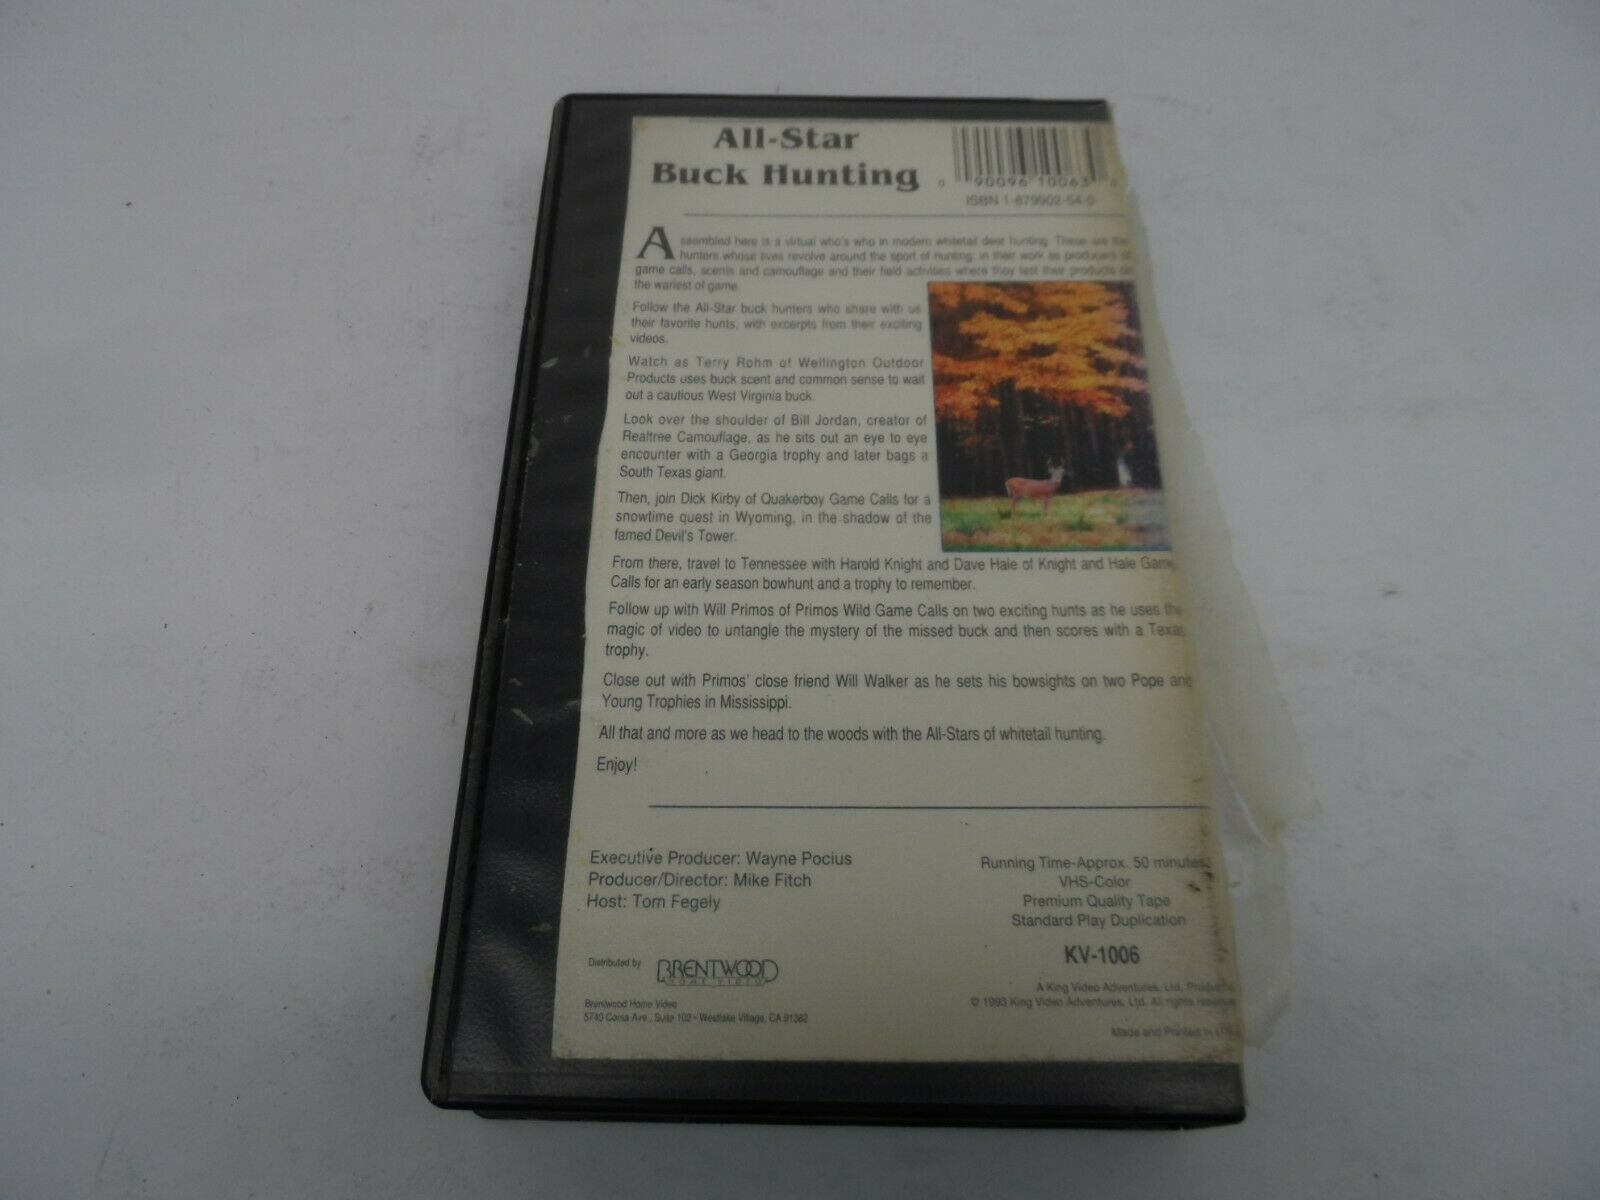 All-Star
Buck Hunting
0 90096 10063 0
ISBN 1-879902-54-0
Assembled here is a virtual who's who in modern whitetail deer hunting. These are the
hunters whose lives revolve around the sport of hunting: in their work as producers of
game calls, scents and camouflage and their field activities where they test their products on
the wariest of game.
Follow the All-Star buck hunters who share with us
their favorite hunts, with excerpts from their exciting
videos.
Watch as Terry Rohm of Wellington Outdoor
Products uses buck scent and common sense to wait
out a cautious West Virginia buck.
Look over the shoulder of Bill Jordan, creator of
Realtree Camouflage, as he sits out an eye to eye
encounter with a Georgia trophy and later bags a
South Texas giant.
Then, join Dick Kirby of Quakerboy Game Calls for a
snowtime quest in Wyoming, in the shadow of the
famed Devil's Tower.
From there, travel to Tennessee with Harold Knight and Dave Hale of Knight and Hale Game
Calls for an early season bowhunt and a trophy to remember.
Follow up with Will Primos of Primos Wild Game Calls on two exciting hunts as he uses the
magic of video to untangle the mystery of the missed buck and then scores with a Texas
trophy.
Close out with Primos' close friend Will Walker as he sets his bowsights on two Pope and
Young Trophies in Mississippi.
All that and more as we head to the woods with the All-Stars of whitetail hunting.
Enjoy!
Executive Producer: Wayne Pocius
Producer/Director: Mike Fitch
Host: Tom Fegely
Running Time-Approx. 50 minutes
VHS-Color
Premium Quality Tape
Standard Play Duplication
KV-1006
Distributed by BRENTWOOD
HOME VIDEO
Brentwood Home Video
5740 Corsa Ave., Suite 102 • Westlake Village, CA 91362
A King Video Adventures, Ltd.
© 1993 King Video Adventures, Ltd. All rights
Made and Printed in